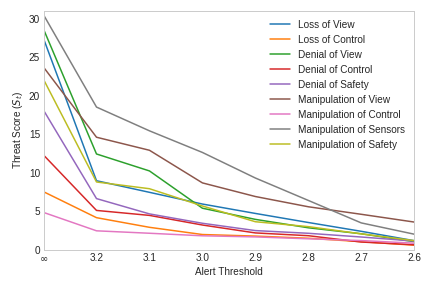 30
25
20
15
10
5
0
Threat Score (St)
∞ 3.2 3.1 3.0 2.9 2.8 2.7 2.6
Alert Threshold
Loss of View
Loss of Control
Denial of View
Denial of Control
Denial of Safety
Manipulation of View
Manipulation of Control
Manipulation of Sensors
Manipulation of Safety